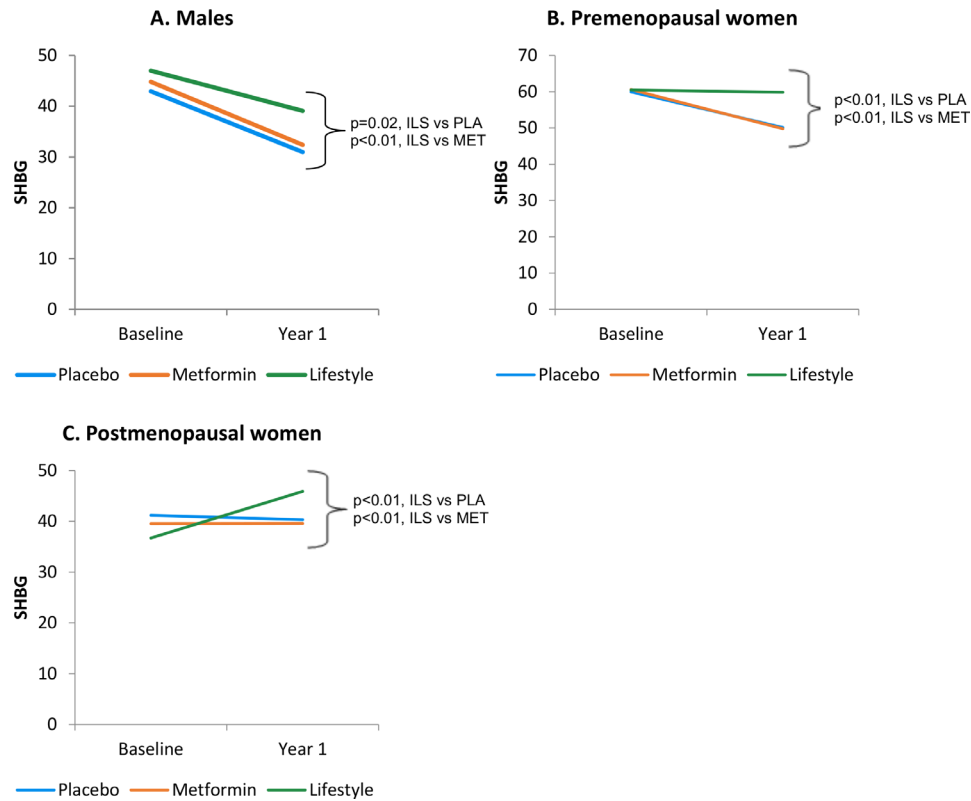 A. Males
50
40
30
20
10
0
SHBG
p=0.02, ILS vs PLA
p<0.01, ILS vs MET
Baseline Year 1
Placebo Metformin Lifestyle
B. Premenopausal women
70
60
50
40
30
20
10
0
SHBG
p<0.01, ILS vs PLA
p<0.01, ILS vs MET
Baseline Year 1
Placebo Metformin Lifestyle
C. Postmenopausal women
50
40
30
20
10
0
SHBG
p<0.01, ILS vs PLA
p<0.01, ILS vs MET
Baseline Year 1
Placebo Metformin Lifestyle